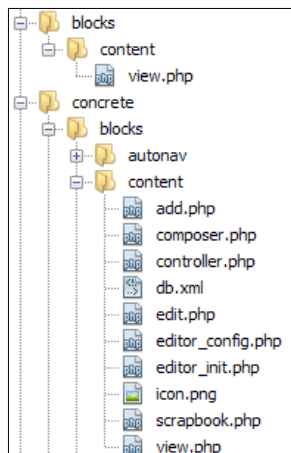 blocks
content
view.php
concrete
blocks
autonav
content
add.php
composer.php
controller.php
db.xml
edit.php
editor_config.php
editor_init.php
icon.png
scrapbook.php
view.php